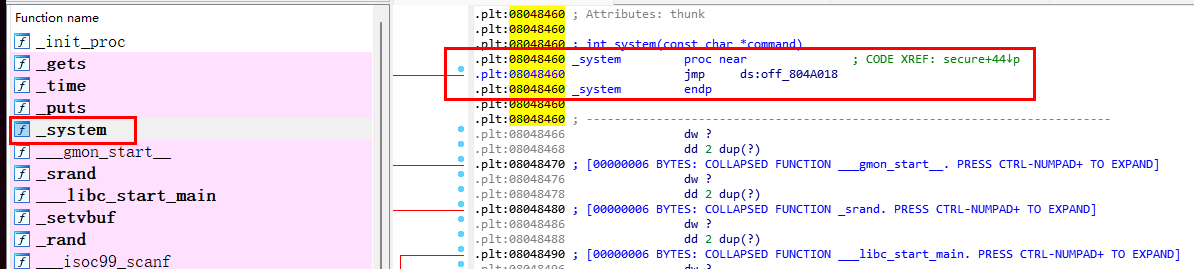 Function name
_init_proc
_gets
_time
_puts
_system
___gmon_start__
_srand
___libc_start_main
_setvbuf
_rand
___isoc99_scanf
.plt:08048460 ; Attributes: thunk
.plt:08048460
.plt:08048460 ; int system(const char *command)
.plt:08048460 _system proc near ; CODE XREF: secure+44↓p
.plt:08048460 jmp ds:off_804A018
.plt:08048460 _system endp
.plt:08048460
.plt:08048460 ; ---------------------------------------------------------------------------
.plt:08048466 dw ?
.plt:08048468 dd 2 dup(?)
.plt:08048470 ; [00000006 BYTES: COLLAPSED FUNCTION ___gmon_start__. PRESS CTRL-NUMPAD+ TO EXPAND]
.plt:08048476 dw ?
.plt:08048478 dd 2 dup(?)
.plt:08048480 ; [00000006 BYTES: COLLAPSED FUNCTION _srand. PRESS CTRL-NUMPAD+ TO EXPAND]
.plt:08048486 dw ?
.plt:08048488 dd 2 dup(?)
.plt:08048490 ; [00000006 BYTES: COLLAPSED FUNCTION ___libc_start_main. PRESS CTRL-NUMPAD+ TO EXPAND]
.plt:08048496 dw ?